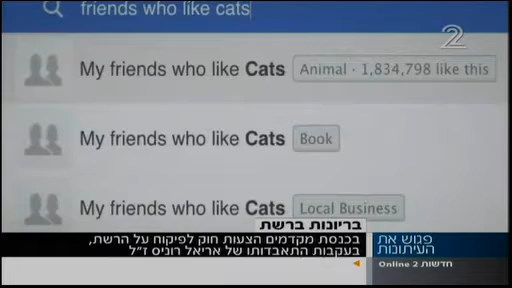 friends who like cats
2
My friends who like Cats Animal · 1,834,798 like this
My friends who like Cats Book
My friends who like Cats Local Business
בריונות ברשת
פגוש את העיתונות
בכנסת מקדמים הצעות חוק לפיקוח על הרשת,
בעקבות התאבדותו של אריאל רוניס ז"ל
חדשות 2 Online